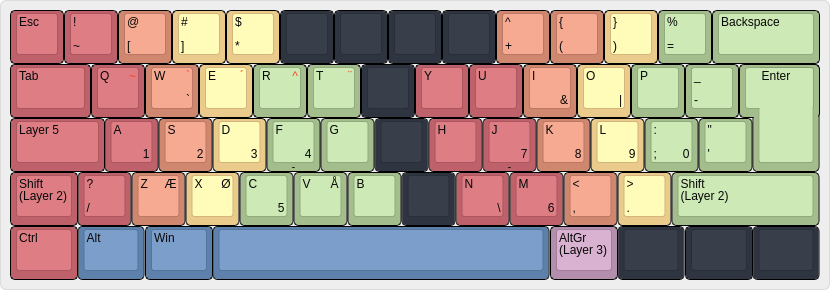 Esc ! @ # $ ^ { } % Backspace
~ [ ] * + ( ) =
Tab Q ~ W ` E ´ R ^ T ¨ Y U I O P _ Enter
` & | -
Layer 5 A S D F G H J K L : "
1 2 3 4 7 8 9 ; 0 '
Shift ? Z Æ X Ø C V Å B N M < > Shift
(Layer 2) / 5 \ 6 , . (Layer 2)
Ctrl Alt Win AltGr
(Layer 3)